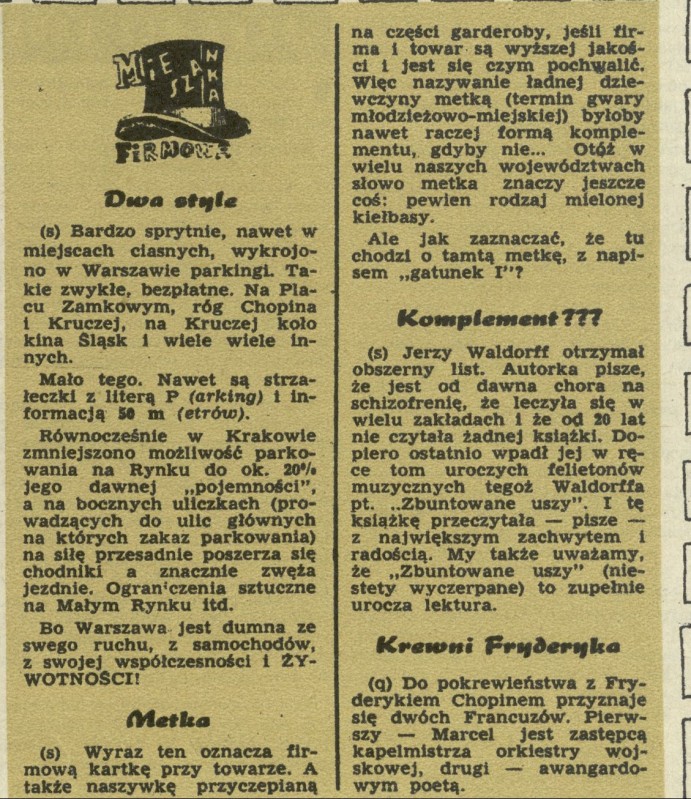 MIESZANKA
FIRMOWA
Dwa style
(s) Bardzo sprytnie, nawet w
miejscach ciasnych, wykrojo-
no w Warszawie parkingi. Ta-
kie zwykłe, bezpłatne. Na Pla-
cu Zamkowym, róg Chopina
i Kruczej, na Kruczej koło
kina Śląsk i wiele wiele in-
nych.
Mało tego. Nawet są strza-
łeczki z literą P (arking) i in-
formacją 50 m (etrów).
Równocześnie w Krakowie
zmniejszono możliwość parko-
wania na Rynku do ok. 20%
jego dawnej „pojemności”,
a na bocznych uliczkach (pro-
wadzących do ulic głównych
na których zakaz parkowania)
na siłę przesadnie poszerza się
chodniki a znacznie zwęża
jezdnie. Ograniczenia sztuczne
na Małym Rynku itd.
Bo Warszawa jest dumna ze
swego ruchu, z samochodów,
z swojej współczesności i ŻY-
WOTNOŚCI!
Metka
(s) Wyraz ten oznacza fir-
mową kartkę przy towarze. A
także naszywkę przyczepianą
na części garderoby, jeśli fir-
ma i towar są wyższej jakoś-
ci i jest się czym pochwalić.
Więc nazywanie ładnej dzie-
wczyny metką (termin gwary
młodzieżowo-miejskiej) byłoby
nawet raczej formą komple-
mentu, gdyby nie... Otóż w
wielu naszych województwach
słowo metka znaczy jeszcze
coś: pewien rodzaj mielonej
kiełbasy.
Ale jak zaznaczać, że tu
chodzi o tamtą metkę, z napi-
sem „gatunek I”?
Komplement???
(s) Jerzy Waldorff otrzymał
obszerny list. Autorka pisze,
że jest od dawna chora na
schizofrenię, że leczyła się w
wielu zakładach i że od 20 lat
nie czytała żadnej książki. Do-
piero ostatnio wpadł jej w rę-
ce tom uroczych felietonów
muzycznych tegoż Waldorffa
pt. „Zbuntowane uszy”. I tę
książkę przeczytała — pisze —
z największym zachwytem i
radością. My także uważamy,
że „Zbuntowane uszy” (nie-
stety wyczerpane) to zupełnie
urocza lektura.
Krewni Fryderyka
(q) Do pokrewieństwa z Fry-
derykiem Chopinem przyznaje
się dwóch Francuzów. Pierw-
szy — Marcel jest zastępcą
kapelmistrza orkiestry woj-
skowej, drugi — awangardo-
wym poetą.